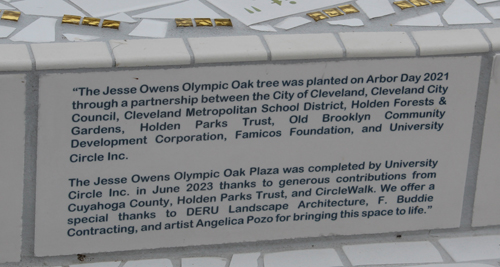 “The Jesse Owens Olympic Oak tree was planted on Arbor Day 2021
through a partnership between the City of Cleveland, Cleveland City
Council, Cleveland Metropolitan School District, Holden Forests &
Gardens, Holden Parks Trust, Old Brooklyn Community
Development Corporation, Famicos Foundation, and University
Circle Inc.
The Jesse Owens Olympic Oak Plaza was completed by University
Circle Inc. in June 2023 thanks to generous contributions from
Cuyahoga County, Holden Parks Trust, and CircleWalk. We offer a
special thanks to DERU Landscape Architecture, F. Buddie
Contracting, and artist Angelica Pozo for bringing this space to life.”